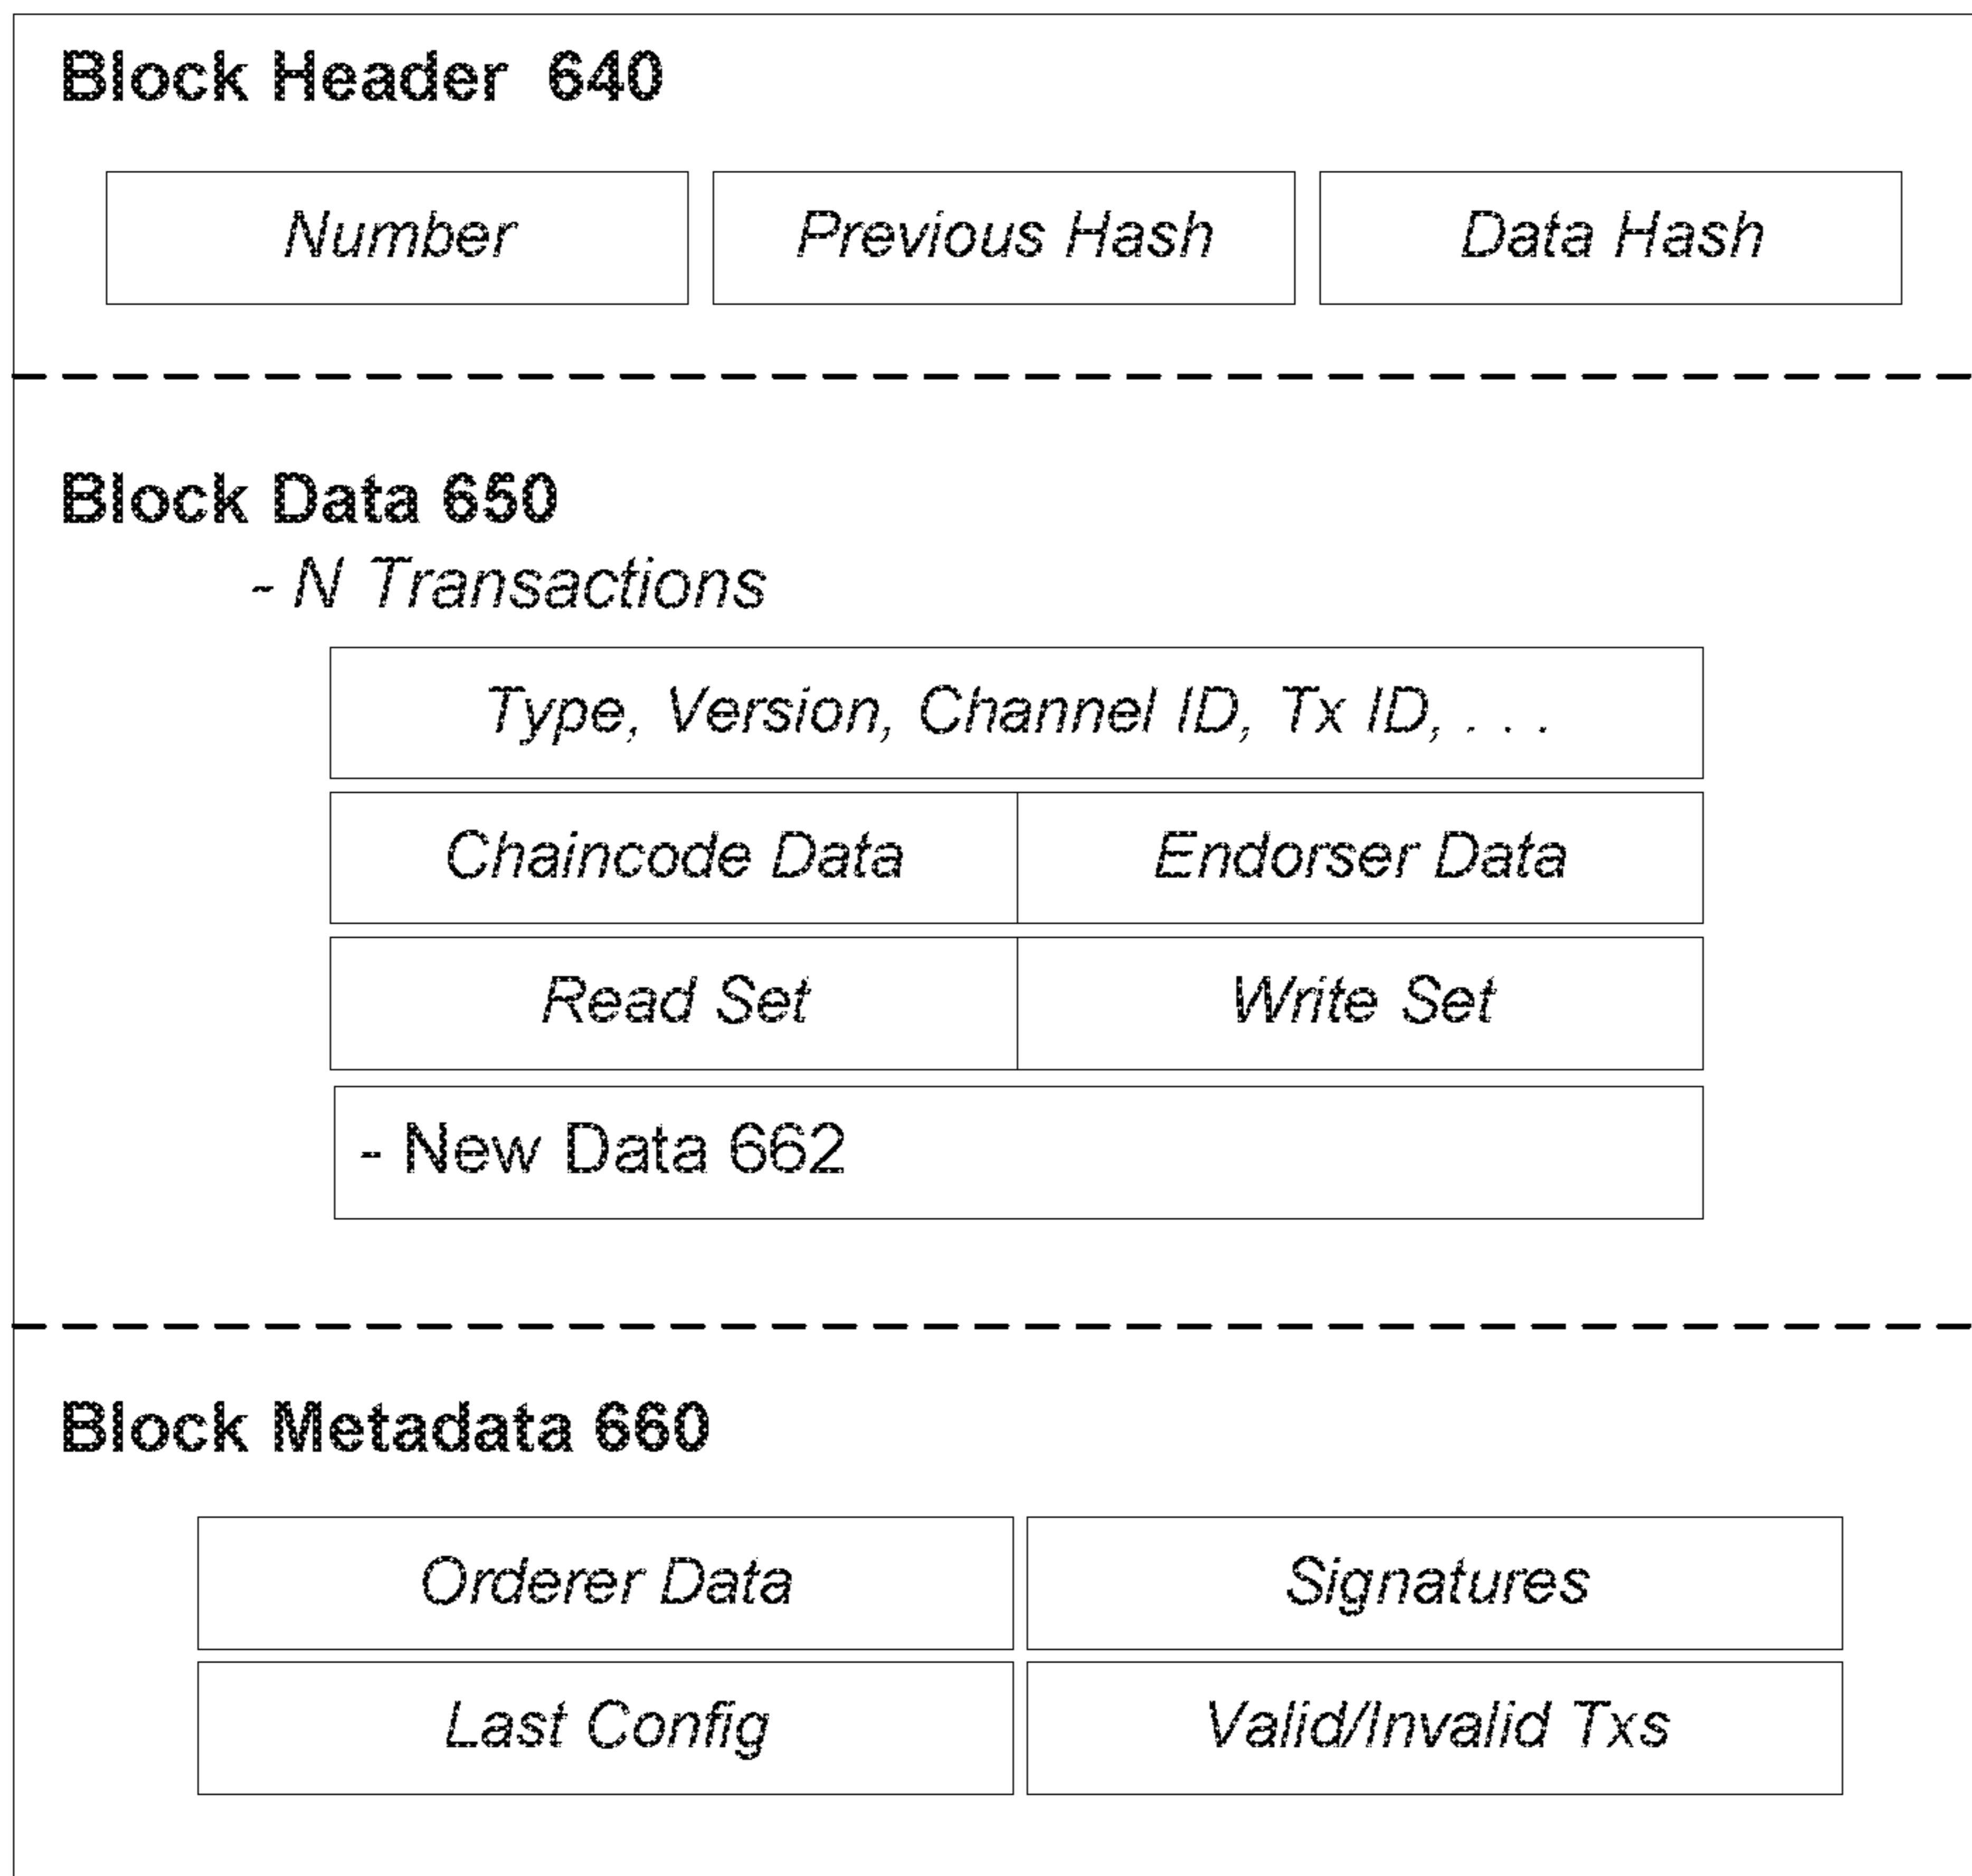 Block Header 640
Number Previous Hash Data Hash
Block Data 650
- N Transactions
Type, Version, Channel ID, Tx ID, . . .
Chaincode Data Endorser Data
Read Set Write Set
- New Data 662
Block Metadata 660
Orderer Data Signatures
Last Config Valid/Invalid Txs